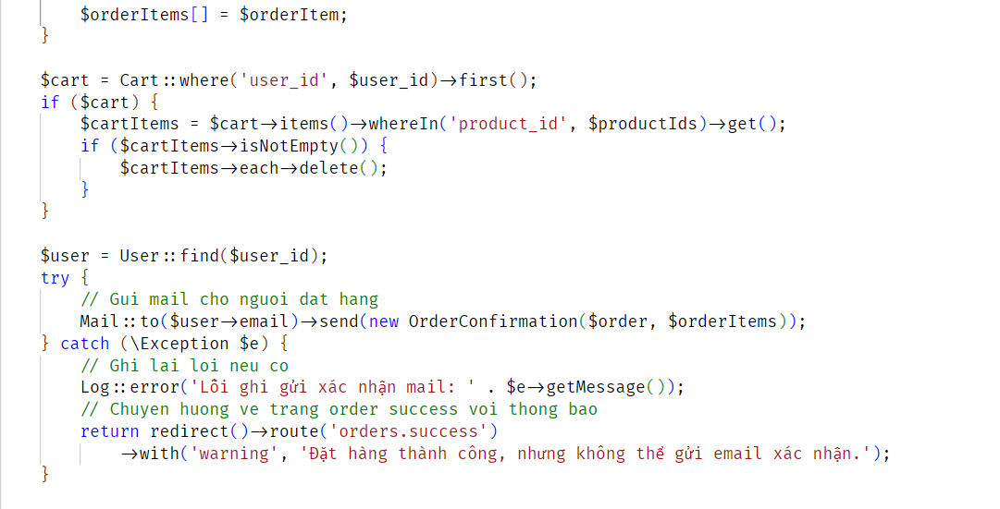 $orderItems[] = $orderItem;
}
$cart = Cart::where('user_id', $user_id)->first();
if ($cart) {
$cartItems = $cart->items()->whereIn('product_id', $productIds)->get();
if ($cartItems->isNotEmpty()) {
$cartItems->each->delete();
}
}
$user = User::find($user_id);
try {
// Gui mail cho nguoi dat hang
Mail::to($user->email)->send(new OrderConfirmation($order, $orderItems));
} catch (\Exception $e) {
// Ghi lai loi neu co
Log::error('Lỗi ghi gửi xác nhận mail: ' . $e->getMessage());
// Chuyen huong ve trang order success voi thong bao
return redirect()->route('orders.success')
->with('warning', 'Đặt hàng thành công, nhưng không thể gửi email xác nhận.');
}